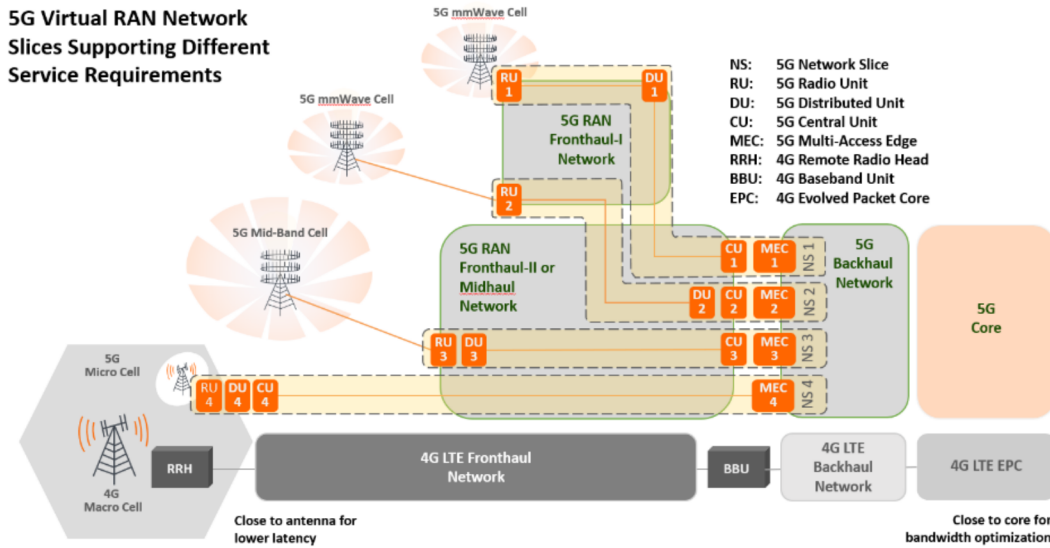 5G Virtual RAN Network
Slices Supporting Different
Service Requirements
5G mmWave Cell
5G mmWave Cell
5G Mid-Band Cell
NS: 5G Network Slice
RU: 5G Radio Unit
DU: 5G Distributed Unit
CU: 5G Central Unit
MEC: 5G Multi-Access Edge
RRH: 4G Remote Radio Head
BBU: 4G Baseband Unit
EPC: 4G Evolved Packet Core
RU
1
DU
1
5G RAN
Fronthaul-I
Network
RU
2
5G RAN
Fronthaul-II or
Midhaul
Network
CU
1
MEC
1
NS 1
5G
Backhaul
Network
DU
2
CU
2
MEC
2
NS 2
5G
Core
RU
3
DU
3
CU
3
MEC
3
NS 3
5G
Micro Cell
RU
4
DU
4
CU
4
MEC
4
NS 4
4G
Macro Cell
RRH
4G LTE Fronthaul
Network
BBU
4G LTE
Backhaul
Network
4G LTE EPC
Close to antenna for
lower latency
Close to core for
bandwidth optimization